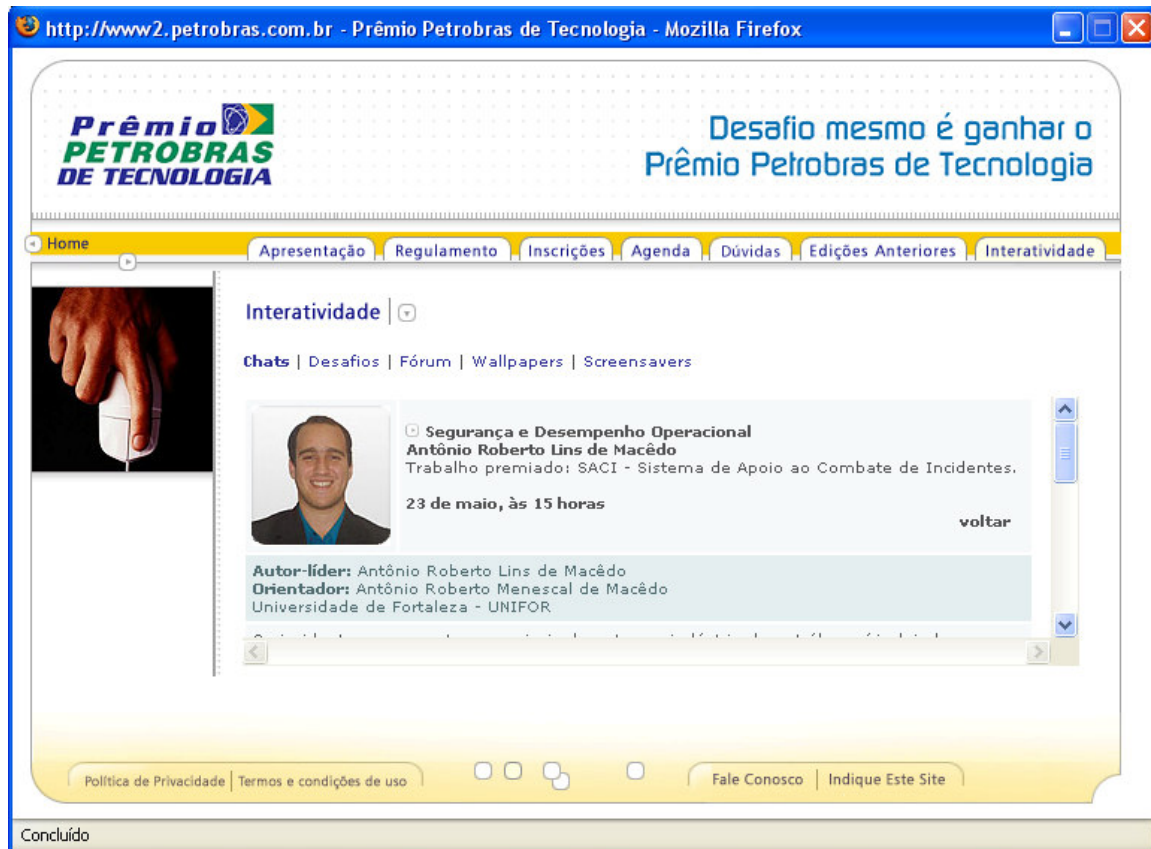 http://www2.petrobras.com.br - Prêmio Petrobras de Tecnologia - Mozilla Firefox
Prêmio
PETROBRAS
DE TECNOLOGIA
Desafio mesmo é ganhar o
Prêmio Petrobras de Tecnologia
Home
Apresentação Regulamento Inscrições Agenda Dúvidas Edições Anteriores Interatividade
Interatividade
Chats | Desafios | Fórum | Wallpapers | Screensavers
Segurança e Desempenho Operacional
Antônio Roberto Lins de Macêdo
Trabalho premiado: SACI - Sistema de Apoio ao Combate de Incidentes.
23 de maio, às 15 horas
voltar
Autor-líder: Antônio Roberto Lins de Macêdo
Orientador: Antônio Roberto Menescal de Macêdo
Universidade de Fortaleza - UNIFOR
Política de Privacidade | Termos e condições de uso
Fale Conosco | Indique Este Site
Concluído